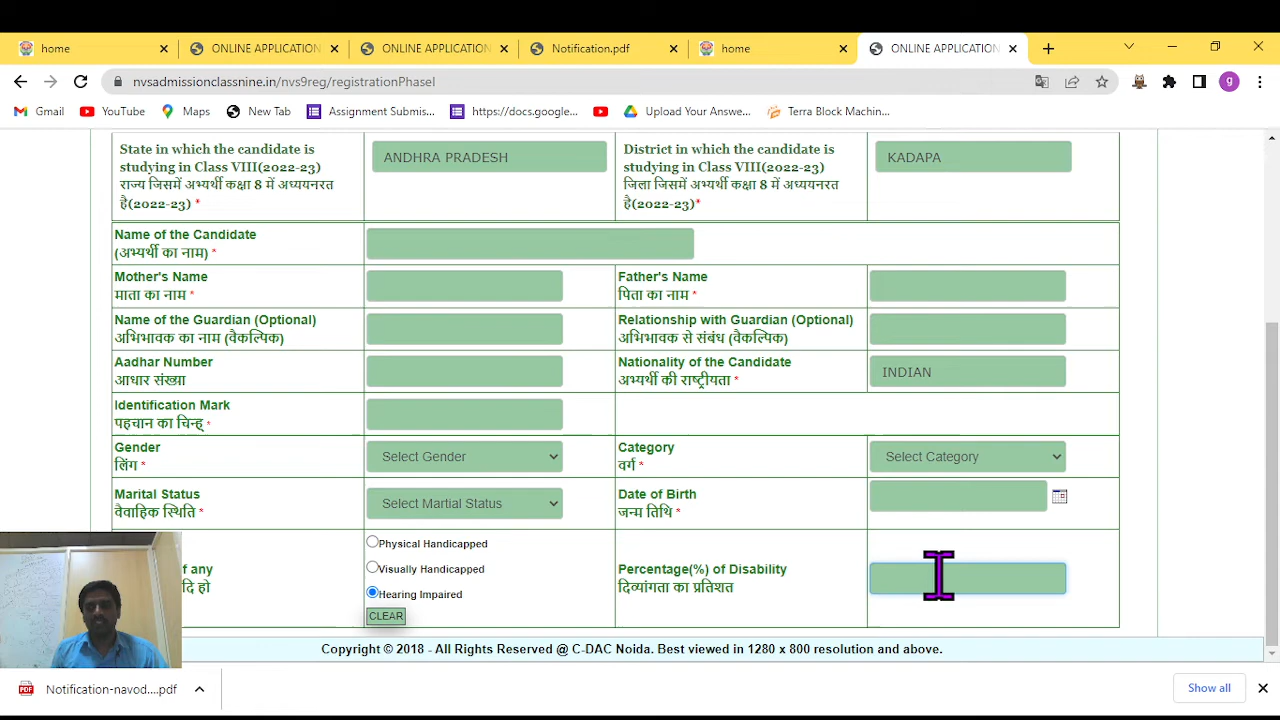 home
ONLINE APPLICATION
ONLINE APPLICATION
Notification.pdf
home
ONLINE APPLICATION
nvsadmissionclassnine.in/nvs9reg/registrationPhaseI
g
Gmail
YouTube
Maps
New Tab
Assignment Submis...
https://docs.google...
Upload Your Answe...
Terra Block Machin...
State in which the candidate is
studying in Class VIII(2022-23)
राज्य जिसमें अभ्यर्थी कक्षा 8 में अध्ययनरत
है(2022-23) *
ANDHRA PRADESH
District in which the candidate is
studying in Class VIII(2022-23)
जिला जिसमें अभ्यर्थी कक्षा 8 में अध्ययनरत
है(2022-23)*
KADAPA
Name of the Candidate
(अभ्यर्थी का नाम) *
Mother's Name
माता का नाम *
Father's Name
पिता का नाम *
Name of the Guardian (Optional)
अभिभावक का नाम (वैकल्पिक)
Relationship with Guardian (Optional)
अभिभावक से संबंध (वैकल्पिक)
Aadhar Number
आधार संख्या
Nationality of the Candidate
अभ्यर्थी की राष्ट्रीयता *
INDIAN
Identification Mark
पहचान का चिन्ह् *
Gender
लिंग *
Select Gender
Category
वर्ग *
Select Category
Marital Status
वैवाहिक स्थिति *
Select Martial Status
Date of Birth
जन्म तिथि *
f any
दि हो
Physical Handicapped
Visually Handicapped
Hearing Impaired
CLEAR
Percentage(%) of Disability
दिव्यांगता का प्रतिशत
Copyright © 2018 - All Rights Reserved @ C-DAC Noida. Best viewed in 1280 x 800 resolution and above.
Notification-navod....pdf
Show all